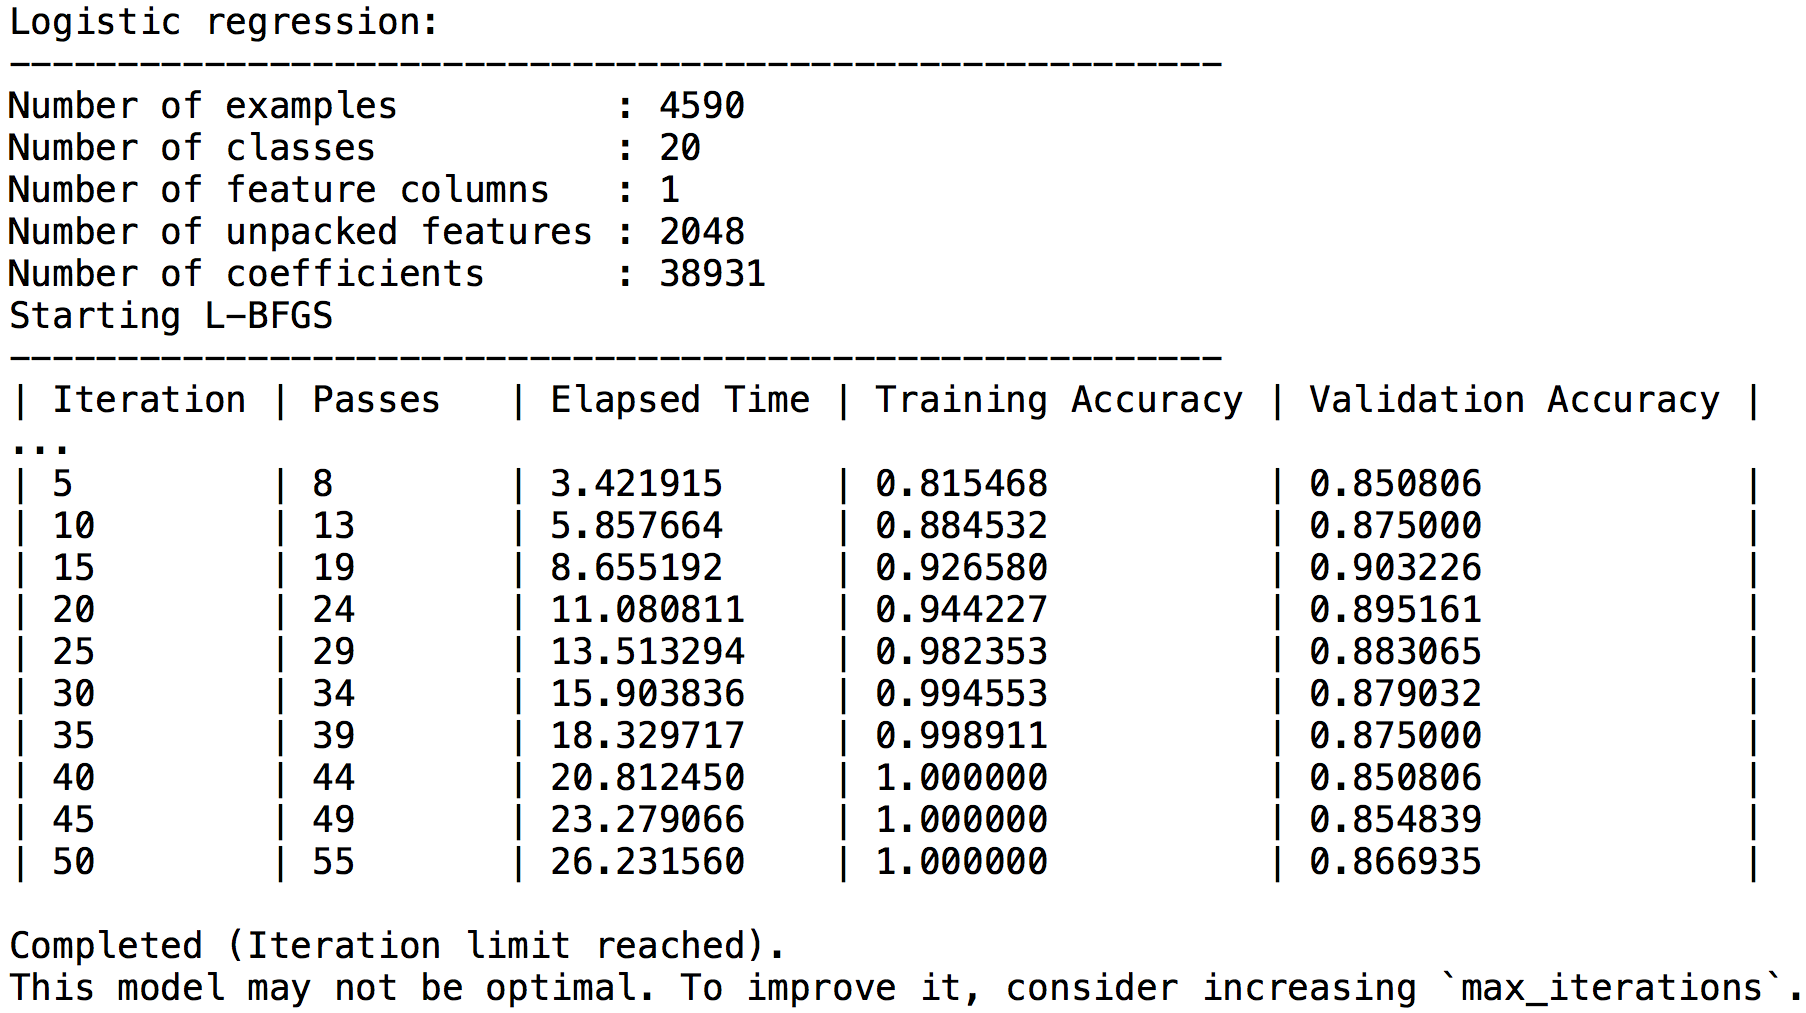 Logistic regression:
--------------------------------------------------------
Number of examples          : 4590
Number of classes           : 20
Number of feature columns   : 1
Number of unpacked features : 2048
Number of coefficients      : 38931
Starting L-BFGS
--------------------------------------------------------
| Iteration | Passes   | Elapsed Time | Training Accuracy | Validation Accuracy |
...
| 5         | 8        | 3.421915     | 0.815468          | 0.850806            |
| 10        | 13       | 5.857664     | 0.884532          | 0.875000            |
| 15        | 19       | 8.655192     | 0.926580          | 0.903226            |
| 20        | 24       | 11.080811    | 0.944227          | 0.895161            |
| 25        | 29       | 13.513294    | 0.982353          | 0.883065            |
| 30        | 34       | 15.903836    | 0.994553          | 0.879032            |
| 35        | 39       | 18.329717    | 0.998911          | 0.875000            |
| 40        | 44       | 20.812450    | 1.000000          | 0.850806            |
| 45        | 49       | 23.279066    | 1.000000          | 0.854839            |
| 50        | 55       | 26.231560    | 1.000000          | 0.866935            |
Completed (Iteration limit reached).
This model may not be optimal. To improve it, consider increasing `max_iterations`.